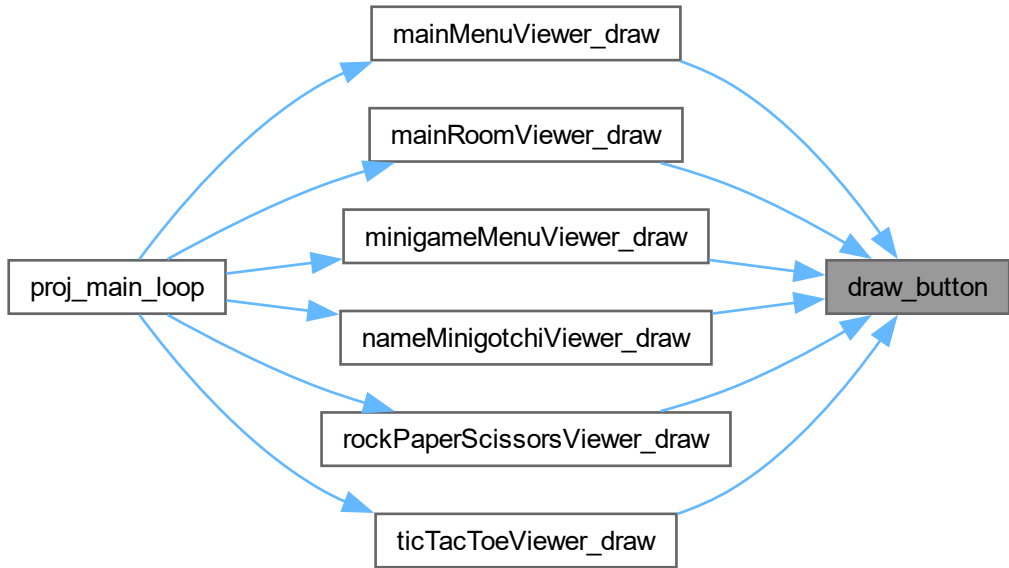 mainMenuViewer_draw
mainRoomViewer_draw
minigameMenuViewer_draw
proj_main_loop
draw_button
nameMinigotchiViewer_draw
rockPaperScissorsViewer_draw
ticTacToeViewer_draw